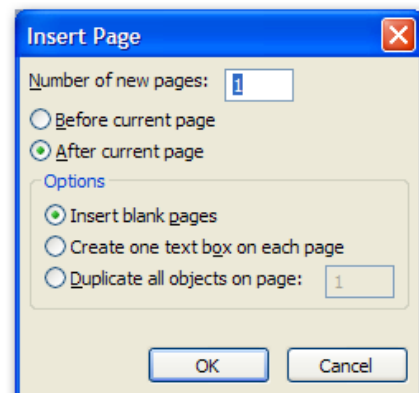 Insert Page
Number of new pages: 1
Before current page
After current page
Options
Insert blank pages
Create one text box on each page
Duplicate all objects on page: 1
OK Cancel